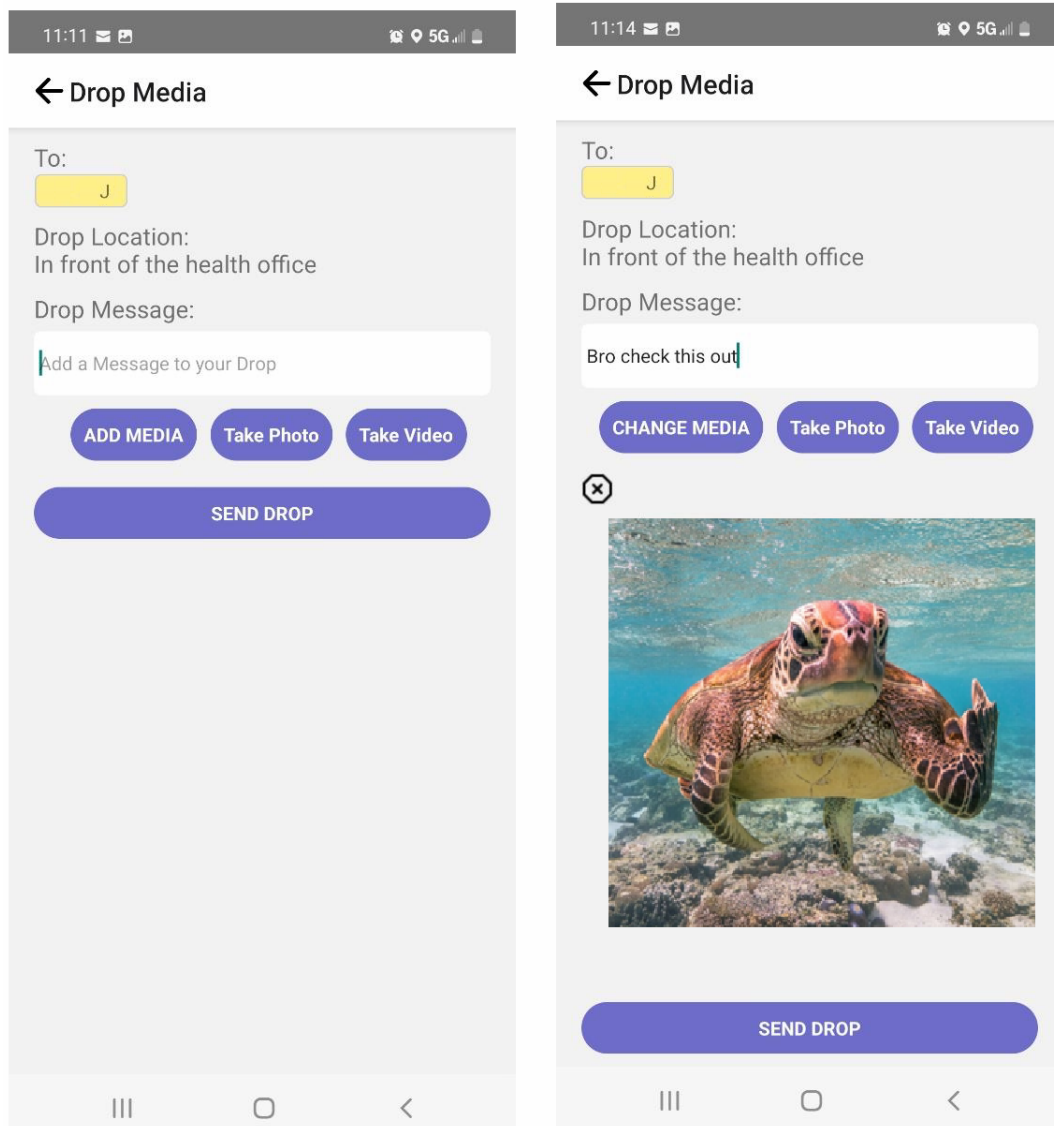 11:11
5G
Drop Media
To:
J
Drop Location:
In front of the health office
Drop Message:
Add a Message to your Drop
ADD MEDIA
Take Photo
Take Video
SEND DROP
11:14
5G
Drop Media
To:
J
Drop Location:
In front of the health office
Drop Message:
Bro check this out
CHANGE MEDIA
Take Photo
Take Video
SEND DROP